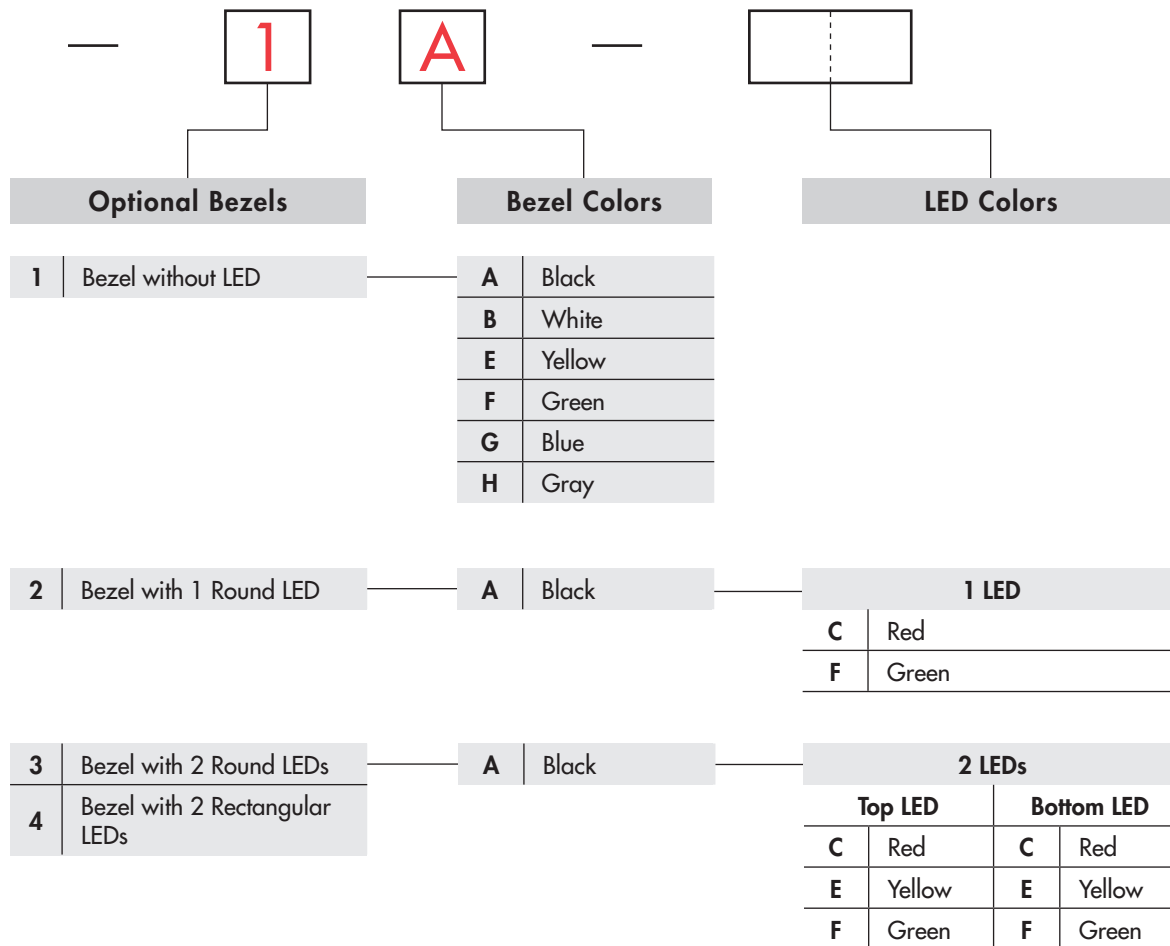 — 1 A —
Optional Bezels Bezel Colors LED Colors
1 Bezel without LED A Black
B White
E Yellow
F Green
G Blue
H Gray
2 Bezel with 1 Round LED A Black 1 LED
C Red
F Green
3 Bezel with 2 Round LEDs A Black 2 LEDs
4 Bezel with 2 Rectangular
LEDs
Top LED Bottom LED
C Red C Red
E Yellow E Yellow
F Green F Green